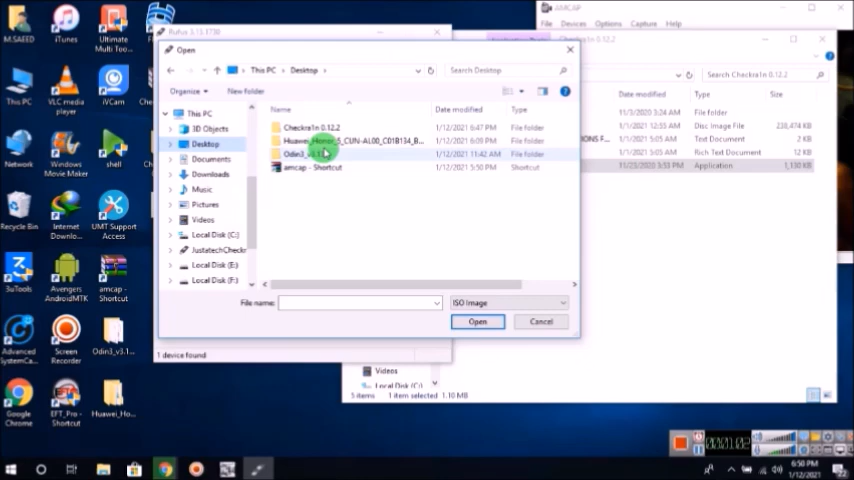 M.SAEED
iTunes
Ultimate
Multi Too...
This PC
VLC media
player
iVCam
Network
Windows
Movie Maker
shell
Recycle Bin
Internet
Downlo...
UMT Support
Access
3uTools
Avengers
AndroidMTK
amcap -
Shortcut
Advanced
SystemCa...
Screen
Recorder
Odin3_v3.1...
Google
Chrome
EFT_Pro -
Shortcut
Huawei_Ho...
Rufus 3.13.1730
Open
This PC > Desktop >
Search Desktop
Organize
New folder
This PC
3D Objects
Desktop
Documents
Downloads
Music
Pictures
Videos
Local Disk (C:)
JustatechCheckr
Local Disk (E:)
Local Disk (F:)
Name
Date modified
Type
Checkra1n 0.12.2
1/12/2021 6:47 PM
File folder
1/12/2021 6:09 PM
File folder
1/12/2021 11:42 AM
File folder
amcap - Shortcut
1/12/2021 5:50 PM
Shortcut
File name:
ISO Image
Open
Cancel
1 device found
AMCAP
File Devices Options Capture Help
Checkra1n 0.12.2
Search Checkra1n 0.12.2
Date modified
Type
Size
11/3/2020 3:24 AM
File folder
1/1/2021 12:55 AM
Disc Image File
238,474 KB
1/1/2021 5:05 AM
Rich Text Document
2 KB
1/1/2021 5:05 AM
Rich Text Document
12 KB
11/23/2020 3:53 PM
Application
1,130 KB
Videos
Local Disk (C:)
5 items
1 item selected 1.10 MB
6:50 PM
1/12/2021